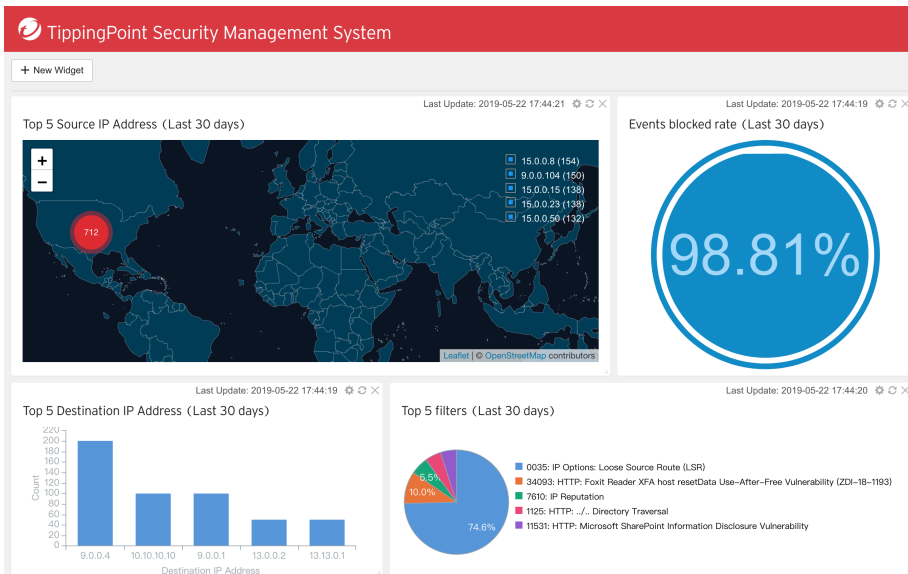 TippingPoint Security Management System
+ New Widget
Last Update: 2019-05-22 17:44:21
Top 5 Source IP Address (Last 30 days)
+
−
15.0.0.8 (154)
9.0.0.104 (150)
15.0.0.15 (138)
15.0.0.23 (138)
15.0.0.50 (132)
712
Leaflet | © OpenStreetMap contributors
Last Update: 2019-05-22 17:44:19
Events blocked rate (Last 30 days)
98.81%
Last Update: 2019-05-22 17:44:19
Top 5 Destination IP Address (Last 30 days)
220
200
180
160
140
120
100
80
60
40
20
0
Count
9.0.0.4 10.10.10.10 9.0.0.1 13.0.0.2 13.13.0.1
Destination IP Address
Last Update: 2019-05-22 17:44:20
Top 5 filters (Last 30 days)
5.5%
10.0%
74.6%
0035: IP Options: Loose Source Route (LSR)
34093: HTTP: Foxit Reader XFA host resetData Use-After-Free Vulnerability (ZDI-18-1193)
7610: IP Reputation
1125: HTTP: ../.. Directory Traversal
11531: HTTP: Microsoft SharePoint Information Disclosure Vulnerability